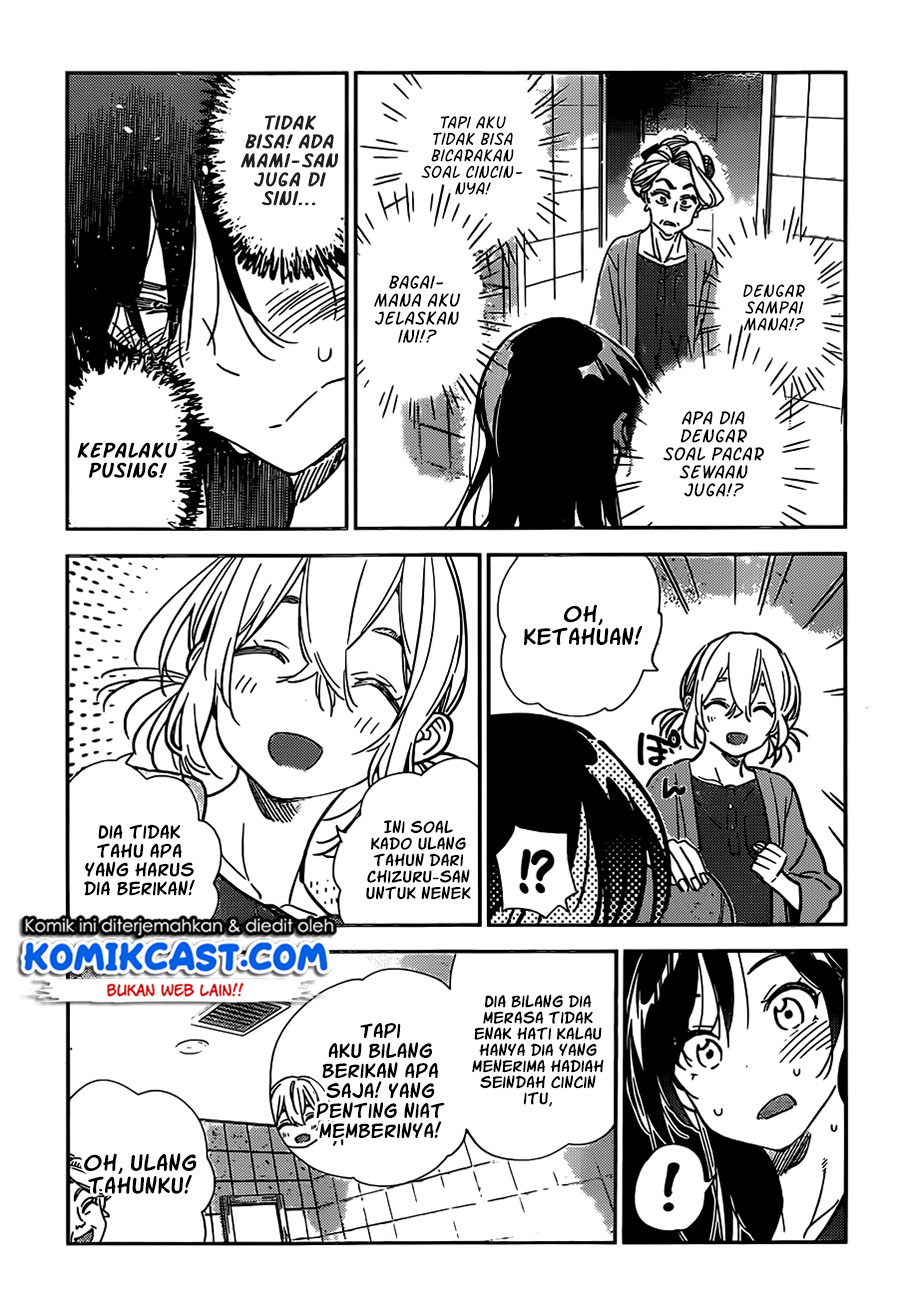 TAPI AKU
TIDAK BISA
BICARAKAN
SOAL CINCIN-
NYA!
DENGAR
SAMPAI
MANA!?
BAGAI-
MANA AKU
JELASKAN
INI!?
APA DIA
DENGAR
SOAL PACAR
SEWAAN
JUGA!?
TIDAK
BISA! ADA
MAMI-SAN
JUGA DI
SINI...
KEPALAKU
PUSING!
OH,
KETAHUAN!
ぽん
!?
INI SOAL
KADO ULANG
TAHUN DARI
CHIZURU-SAN
UNTUK NENEK
DIA TIDAK
TAHU APA
YANG HARUS
DIA BERIKAN!
Komik ini diterjemahkan & diedit oleh
KOMIKCAST.COM
BUKAN WEB LAIN!!
!
DIA BILANG DIA
MERASA TIDAK
ENAK HATI KALAU
HANYA DIA YANG
MENERIMA HADIAH
SEINDAH CINCIN
ITU,
TAPI
AKU BILANG
BERIKAN APA
SAJA! YANG
PENTING NIAT
MEMBERINYA!
OH, ULANG
TAHUNKU!